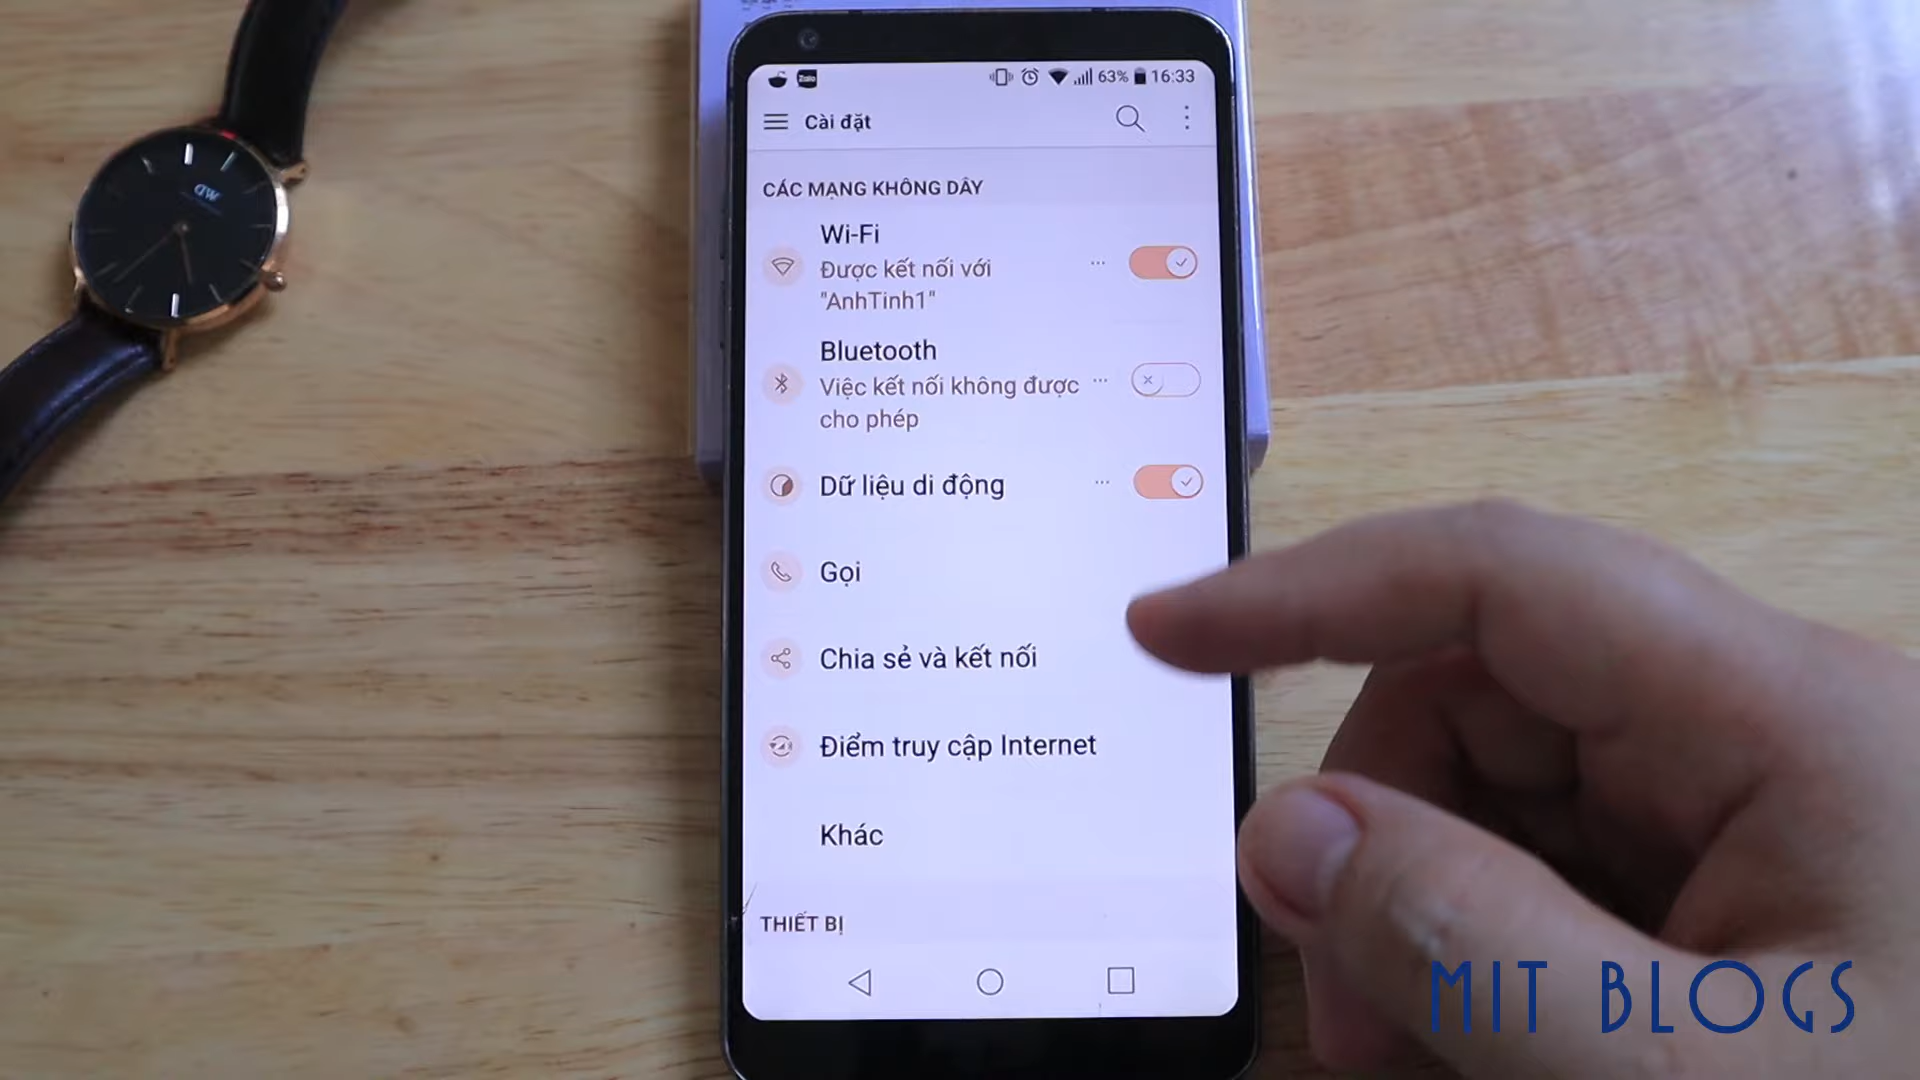 Zalo
63% 16:33
Cài đặt
CÁC MẠNG KHÔNG DÂY
Wi-Fi
Được kết nối với
"AnhTinh1"
Bluetooth
Việc kết nối không được
cho phép
Dữ liệu di động
Gọi
Chia sẻ và kết nối
Điểm truy cập Internet
Khác
THIẾT BỊ
DW
MIT BLOGS